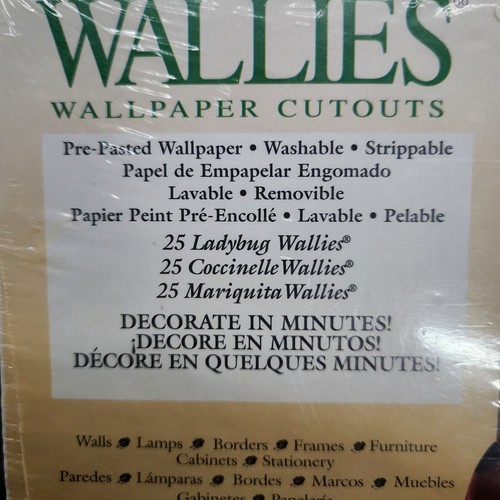 WALLIES®
WALLPAPER CUTOUTS
Pre-Pasted Wallpaper • Washable • Strippable
Papel de Empapelar Engomado
Lavable • Removible
Papier Peint Pré-Encollé • Lavable • Pelable
25 Ladybug Wallies®
25 Coccinelle Wallies®
25 Mariquita Wallies®
DECORATE IN MINUTES!
¡DECORE EN MINUTOS!
DÉCORE EN QUELQUES MINUTES!
Walls Lamps Borders Frames Furniture
Cabinets Stationery
Paredes Lámparas Bordes Marcos Muebles
Gabinetes Papelería